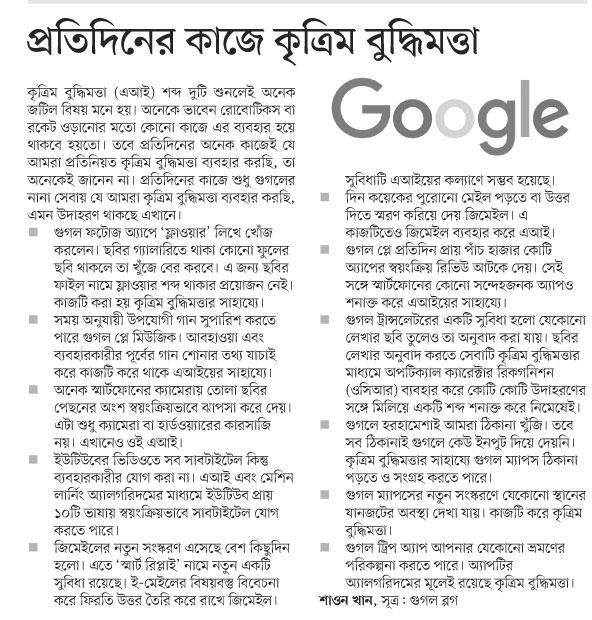 প্রতিদিনের কাজে কৃত্রিম বুদ্ধিমত্তা
কৃত্রিম বুদ্ধিমত্তা (এআই) শব্দ দুটি শুনলেই অনেক
জটিল বিষয় মনে হয়। অনেকে ভাবেন রোবোটিকস বা
রকেট ওড়ানোর মতো কোনো কাজে এর ব্যবহার হয়ে
থাকবে হয়তো। তবে প্রতিদিনের অনেক কাজেই যে
আমরা প্রতিনিয়ত কৃত্রিম বুদ্ধিমত্তা ব্যবহার করছি, তা
অনেকেই জানেন না। প্রতিদিনের কাজে শুধু গুগলের
নানা সেবায় যে আমরা কৃত্রিম বুদ্ধিমত্তা ব্যবহার করছি,
এমন উদাহরণ থাকছে এখানে।
■ গুগল ফটোজ অ্যাপে ‘ফ্লাওয়ার’ লিখে খোঁজ
করলেন। ছবির গ্যালারিতে থাকা কোনো ফুলের
ছবি থাকলে তা খুঁজে বের করবে। এ জন্য ছবির
ফাইল নামে ফ্লাওয়ার শব্দ থাকার প্রয়োজন নেই।
কাজটি করা হয় কৃত্রিম বুদ্ধিমত্তার সাহায্যে।
■ সময় অনুযায়ী উপযোগী গান সুপারিশ করতে
পারে গুগল প্লে মিউজিক। আবহাওয়া এবং
ব্যবহারকারীর পূর্বের গান শোনার তথ্য যাচাই
করে কাজটি করে থাকে এআইয়ের সাহায্যে।
■ অনেক স্মার্টফোনের ক্যামেরায় তোলা ছবির
পেছনের অংশ স্বয়ংক্রিয়ভাবে ঝাপসা করে দেয়।
এটা শুধু ক্যামেরা বা হার্ডওয়্যারের কারসাজি
নয়। এখানেও ওই এআই।
■ ইউটিউবের ভিডিওতে সব সাবটাইটেল কিন্তু
ব্যবহারকারীর যোগ করা না। এআই এবং মেশিন
লার্নিং অ্যালগরিদমের মাধ্যমে ইউটিউব প্রায়
১০টি ভাষায় স্বয়ংক্রিয়ভাবে সাবটাইটেল যোগ
করতে পারে।
■ জিমেইলের নতুন সংস্করণ এসেছে বেশ কিছুদিন
হলো। এতে ‘স্মার্ট রিপ্লাই’ নামে নতুন একটি
সুবিধা রয়েছে। ই-মেইলের বিষয়বস্তু বিবেচনা
করে ফিরতি উত্তর তৈরি করে রাখে জিমেইল।
Google
সুবিধাটি এআইয়ের কল্যাণে সম্ভব হয়েছে।
■ দিন কয়েকের পুরোনো মেইল পড়তে বা উত্তর
দিতে স্মরণ করিয়ে দেয় জিমেইল। এ
কাজটিতেও জিমেইল ব্যবহার করে এআই।
■ গুগল প্লে প্রতিদিন প্রায় পাঁচ হাজার কোটি
অ্যাপের স্বয়ংক্রিয় রিভিউ আটকে দেয়। সেই
সঙ্গে স্মার্টফোনের কোনো সন্দেহজনক অ্যাপও
শনাক্ত করে এআইয়ের সাহায্যে।
■ গুগল ট্রান্সলেটরের একটি সুবিধা হলো যেকোনো
লেখার ছবি তুলেও তা অনুবাদ করা যায়। ছবির
লেখার অনুবাদ করতে সেবাটি কৃত্রিম বুদ্ধিমত্তার
মাধ্যমে অপটিক্যাল ক্যারেক্টার রিকগনিশন
(ওসিআর) ব্যবহার করে কোটি কোটি উদাহরণের
সঙ্গে মিলিয়ে একটি শব্দ শনাক্ত করে নিমেষেই।
■ গুগলে হরহামেশাই আমরা ঠিকানা খুঁজি। তবে
সব ঠিকানাই গুগলে কেউ ইনপুট দিয়ে দেয়নি।
কৃত্রিম বুদ্ধিমত্তার সাহায্যে গুগল ম্যাপস ঠিকানা
পড়তে ও সংগ্রহ করতে পারে।
■ গুগল ম্যাপসের নতুন সংস্করণে যেকোনো স্থানের
যানজটের অবস্থা দেখা যায়। কাজটি করে কৃত্রিম
বুদ্ধিমত্তা।
■ গুগল ট্রিপ অ্যাপ আপনার যেকোনো ভ্রমণের
পরিকল্পনা করতে পারে। অ্যাপটির
অ্যালগরিদমের মূলেই রয়েছে কৃত্রিম বুদ্ধিমত্তা।
শাওন খান, সূত্র : গুগল ব্লগ